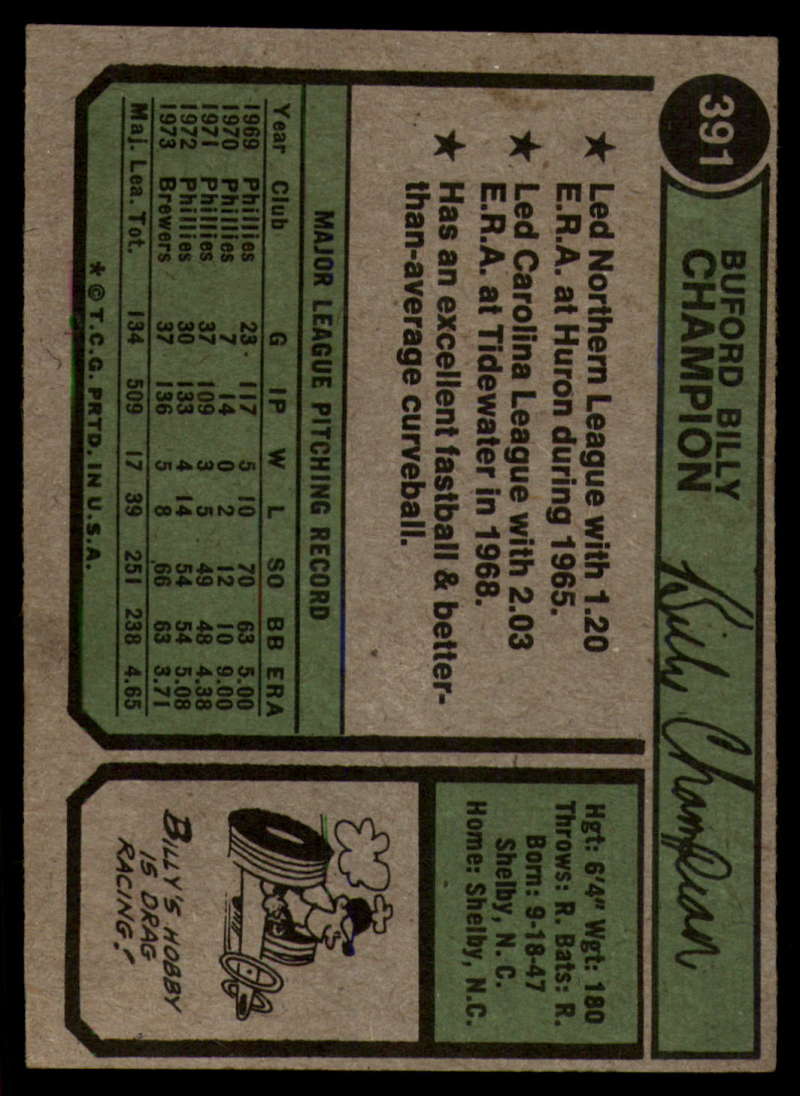 391
BUFORD BILLY
CHAMPION
Billy Champion
★ Led Northern League with 1.20
E.R.A. at Huron during 1965.
★ Led Carolina League with 2.03
E.R.A. at Tidewater in 1968.
★ Has an excellent fastball & better-
than-average curveball.
Hgt: 6'4" Wgt: 180
Throws: R. Bats: R.
Born: 9-18-47
Shelby, N. C.
Home: Shelby, N.C.
MAJOR LEAGUE PITCHING RECORD
Year Club G IP W L SO BB ERA
1969 Phillies 23 117 5 10 70 63 5.00
1970 Phillies 7 14 0 2 12 10 9.00
1971 Phillies 37 109 3 5 49 48 4.38
1972 Phillies 30 133 4 14 54 54 5.08
1973 Brewers 37 136 5 8 66 63 3.71
Maj. Lea. Tot. 134 509 17 39 251 238 4.65
* © T.C.G. PRTD. IN U.S.A.
BILLY'S HOBBY
IS DRAG
RACING!